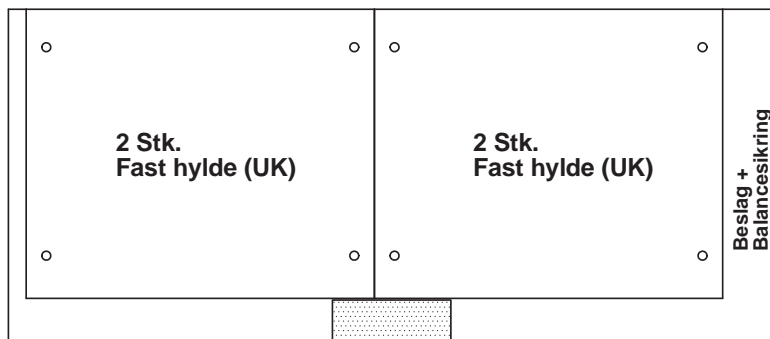 2 Stk.
Fast hylde (UK)
2 Stk.
Fast hylde (UK)
Beslag +
Balancesikring